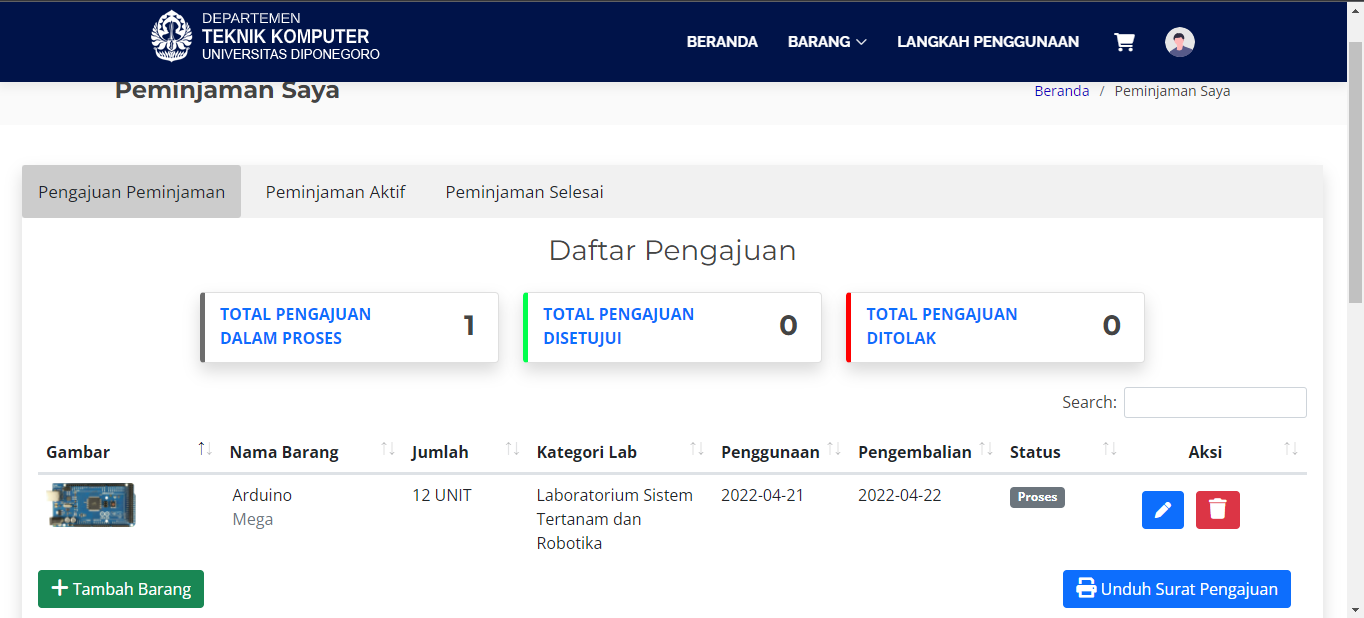 DEPARTEMEN
TEKNIK KOMPUTER
UNIVERSITAS DIPONEGORO
BERANDA BARANG LANGKAH PENGGUNAAN
Peminjaman Saya
Beranda / Peminjaman Saya
Pengajuan Peminjaman Peminjaman Aktif Peminjaman Selesai
Daftar Pengajuan
TOTAL PENGAJUAN
DALAM PROSES
1
TOTAL PENGAJUAN
DISETUJUI
0
TOTAL PENGAJUAN
DITOLAK
0
Search:
Gambar Nama Barang Jumlah Kategori Lab Penggunaan Pengembalian Status Aksi
Arduino
Mega
12 UNIT
Laboratorium Sistem
Tertanam dan
Robotika
2022-04-21
2022-04-22
Proses
Tambah Barang
Unduh Surat Pengajuan